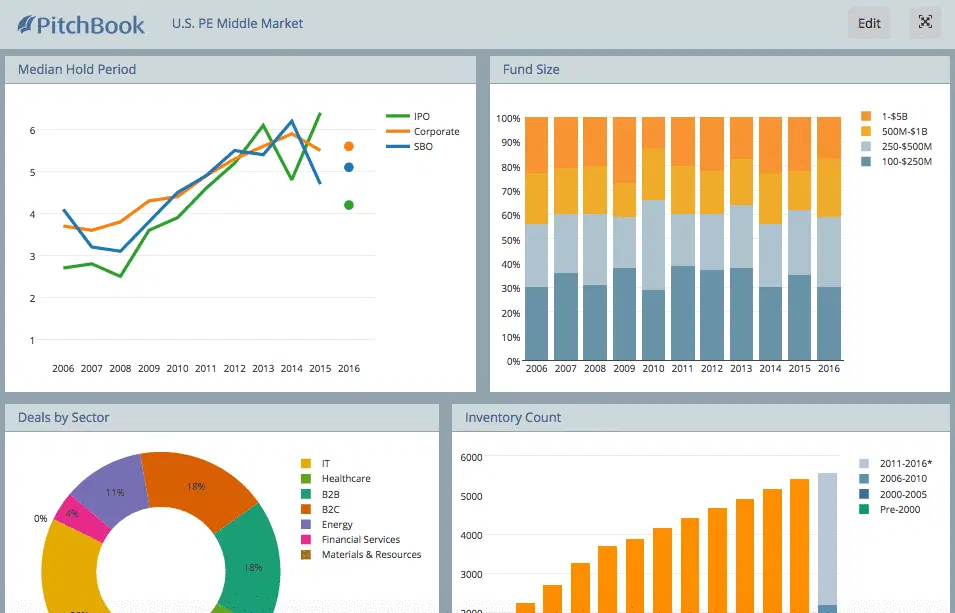 PitchBook U.S. PE Middle Market Edit
Median Hold Period
IPO
Corporate
SBO
6
5
4
3
2
1
2006 2007 2008 2009 2010 2011 2012 2013 2014 2015 2016
Fund Size
100%
90%
80%
70%
60%
50%
40%
30%
20%
10%
0%
2006 2007 2008 2009 2010 2011 2012 2013 2014 2015 2016
1-$5B
500M-$1B
250-$500M
100-$250M
Deals by Sector
11%
18%
4%
0%
18%
IT
Healthcare
B2B
B2C
Energy
Financial Services
Materials & Resources
Inventory Count
6000
5000
4000
3000
2000
2011-2016*
2006-2010
2000-2005
Pre-2000